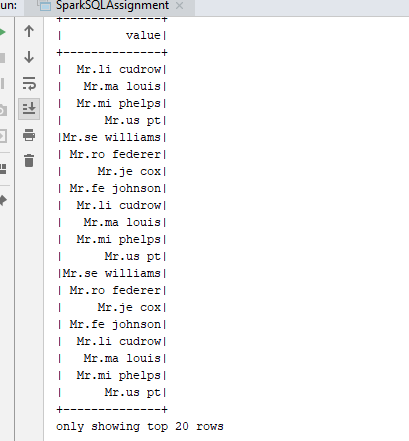 un: SparkSQLAssignment ×
+--------------+
|         value|
+--------------+
|  Mr.li cudrow|
|   Mr.ma louis|
|  Mr.mi phelps|
|      Mr.us pt|
|Mr.se williams|
| Mr.ro federer|
|     Mr.je cox|
| Mr.fe johnson|
|  Mr.li cudrow|
|   Mr.ma louis|
|  Mr.mi phelps|
|      Mr.us pt|
|Mr.se williams|
| Mr.ro federer|
|     Mr.je cox|
| Mr.fe johnson|
|  Mr.li cudrow|
|   Mr.ma louis|
|  Mr.mi phelps|
|      Mr.us pt|
+--------------+
only showing top 20 rows